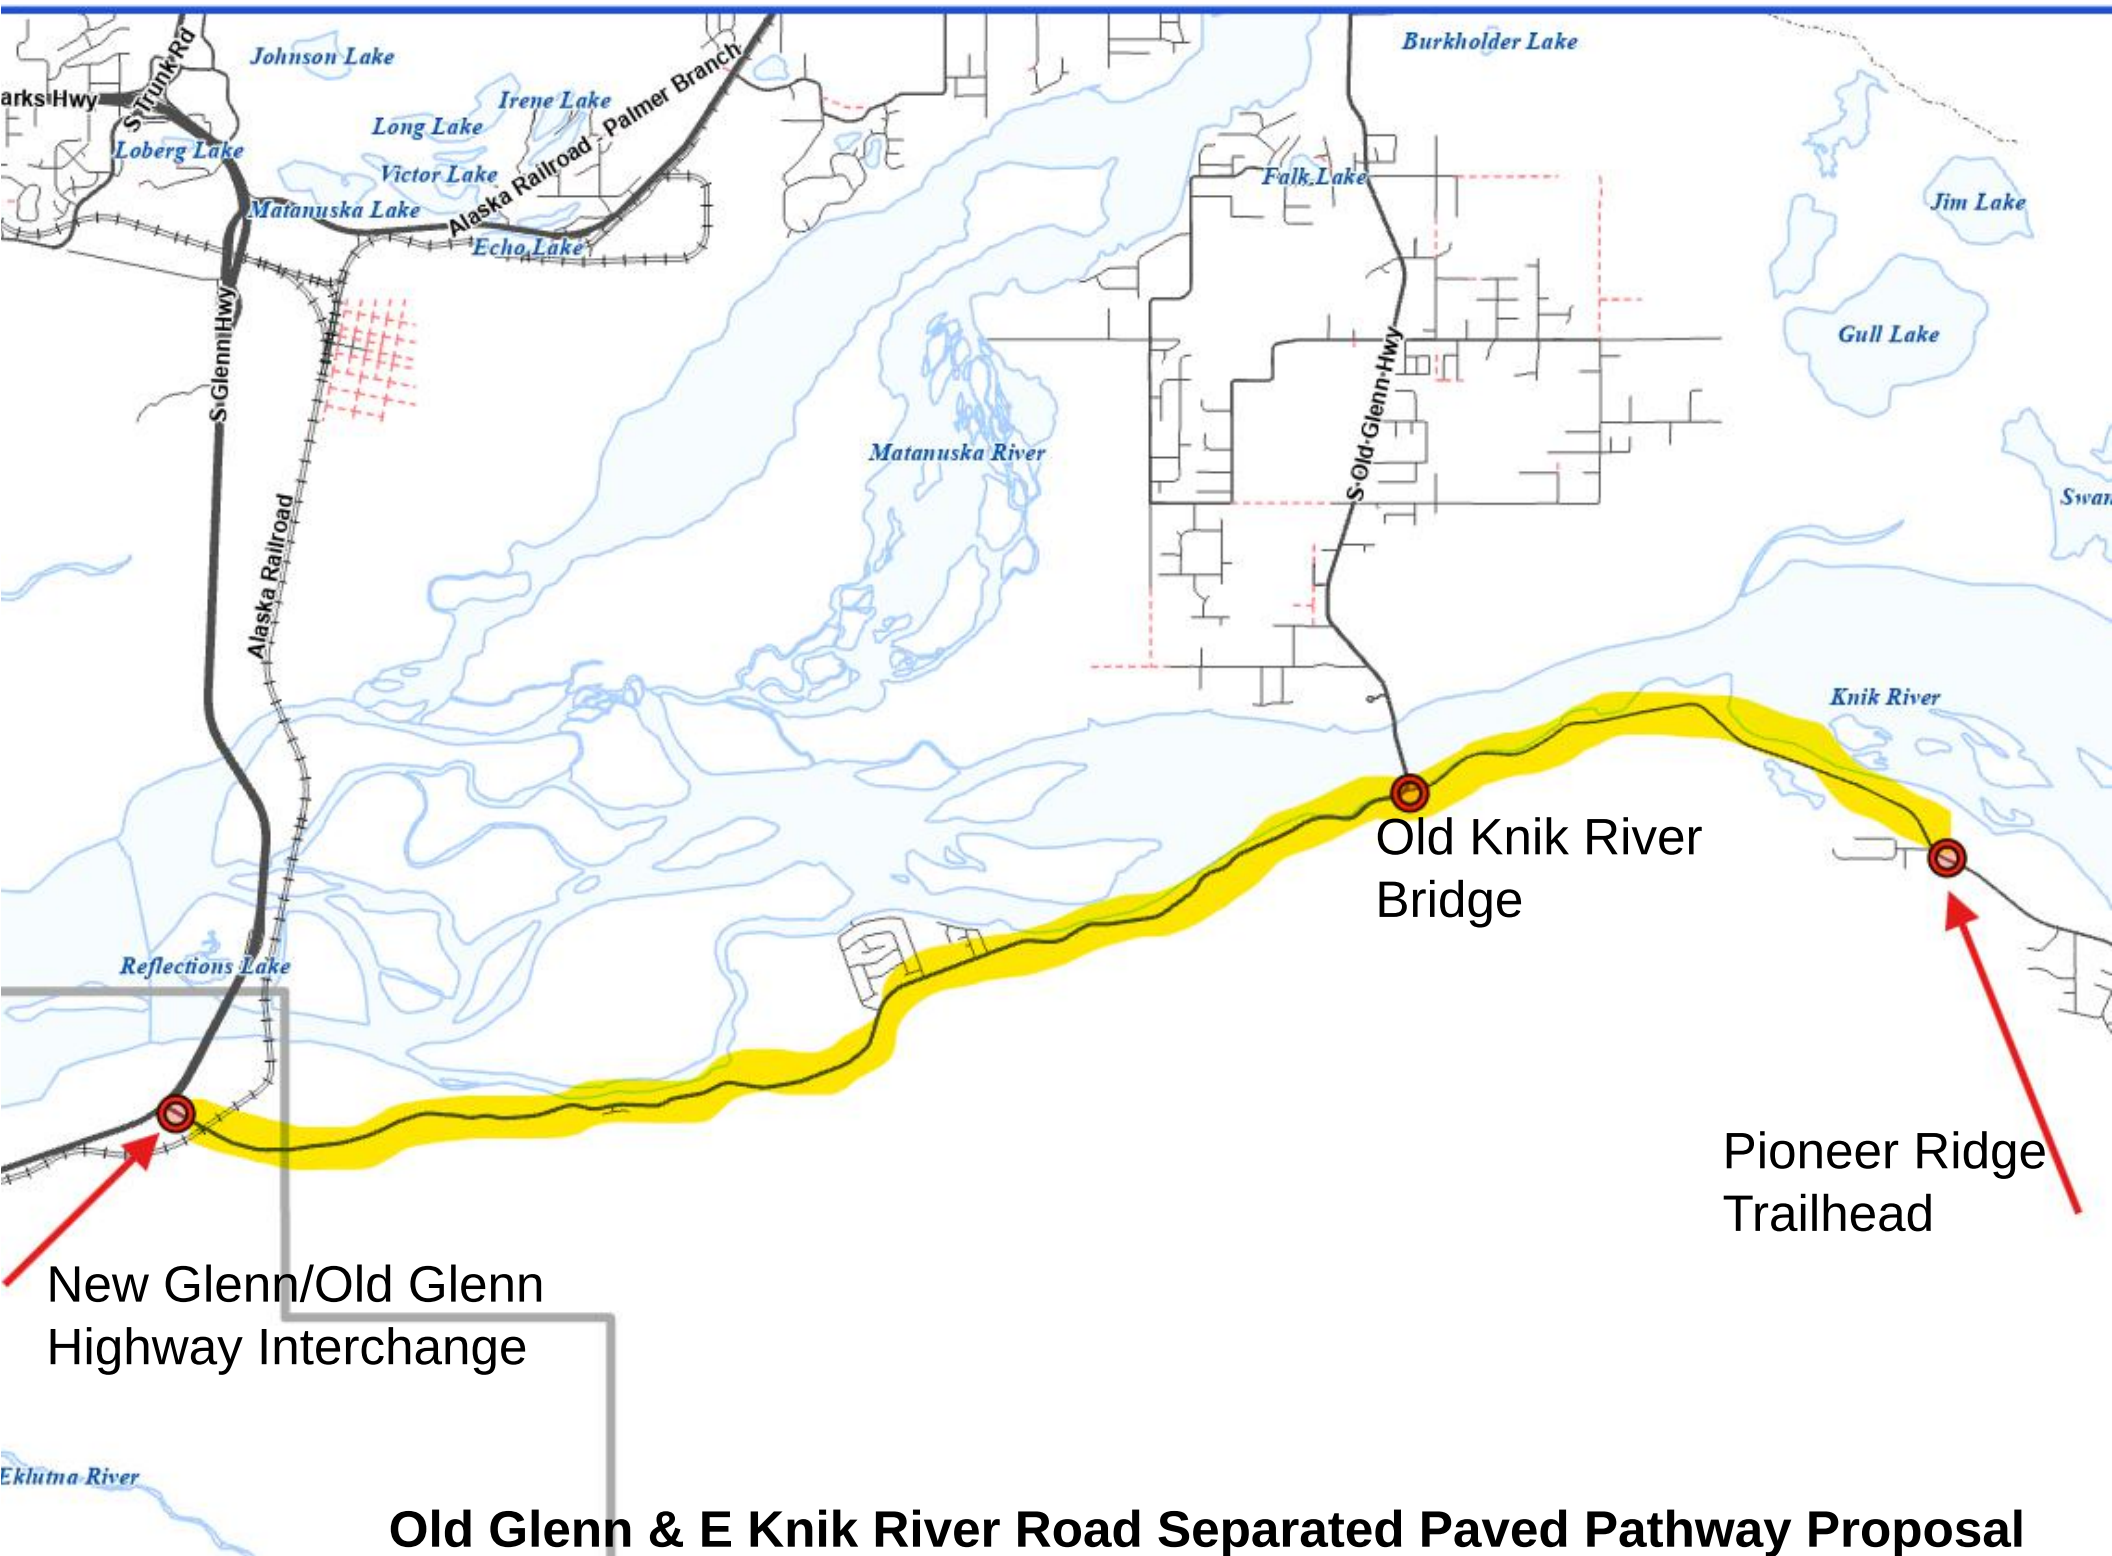 Johnson Lake
Burkholder Lake
S Trunk Rd
arks Hwy
Irene Lake
Long Lake
Alaska Railroad - Palmer Branch
Loberg Lake
Victor Lake
Falk Lake
Matanuska Lake
Jim Lake
Echo Lake
S Glenn Hwy
Gull Lake
S Old Glenn Hwy
Matanuska River
Swan
Alaska Railroad
Knik River
Old Knik River
Bridge
Reflections Lake
Pioneer Ridge
Trailhead
New Glenn/Old Glenn
Highway Interchange
Eklutna River
Old Glenn & E Knik River Road Separated Paved Pathway Proposal